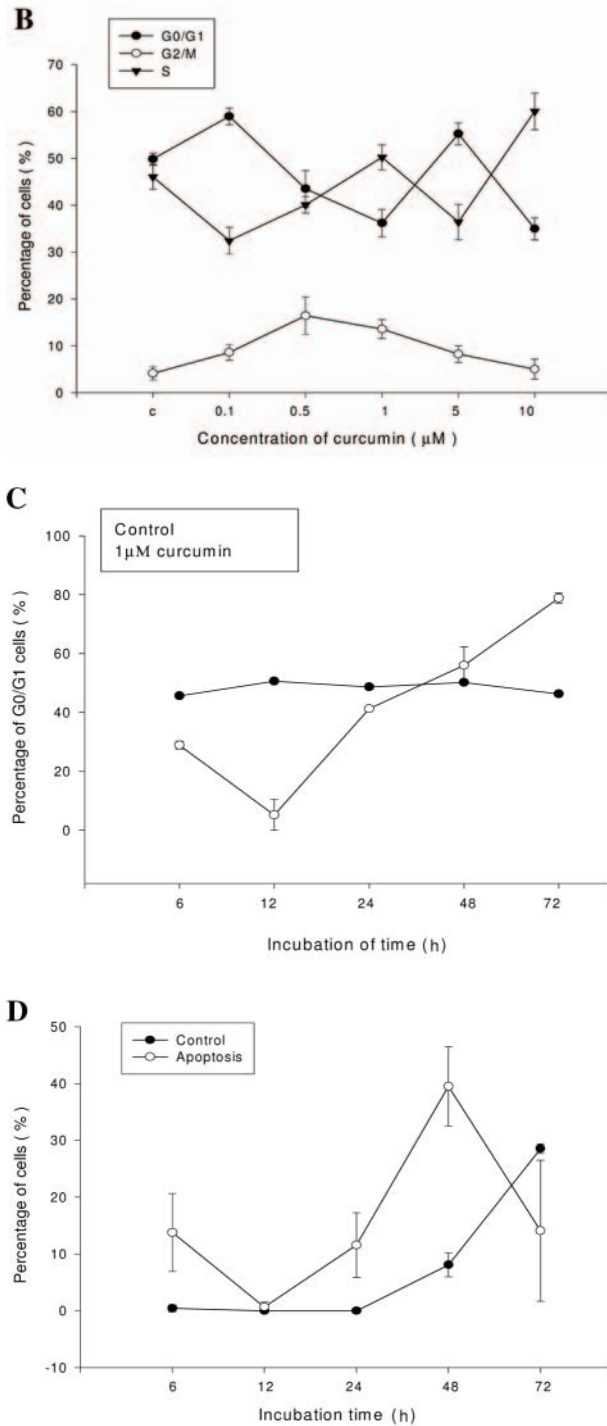 B
G0/G1
G2/M
S
70
60
50
40
30
20
10
0
Percentage of cells ( % )
c 0.1 0.5 1 5 10
Concentration of curcumin ( μM )
C
Control
1μM curcumin
100
80
60
40
20
0
Percentage of G0/G1 cells ( % )
6 12 24 48 72
Incubation of time (h)
D
Control
Apoptosis
50
40
30
20
10
0
-10
Percentage of cells ( % )
6 12 24 48 72
Incubation time (h)